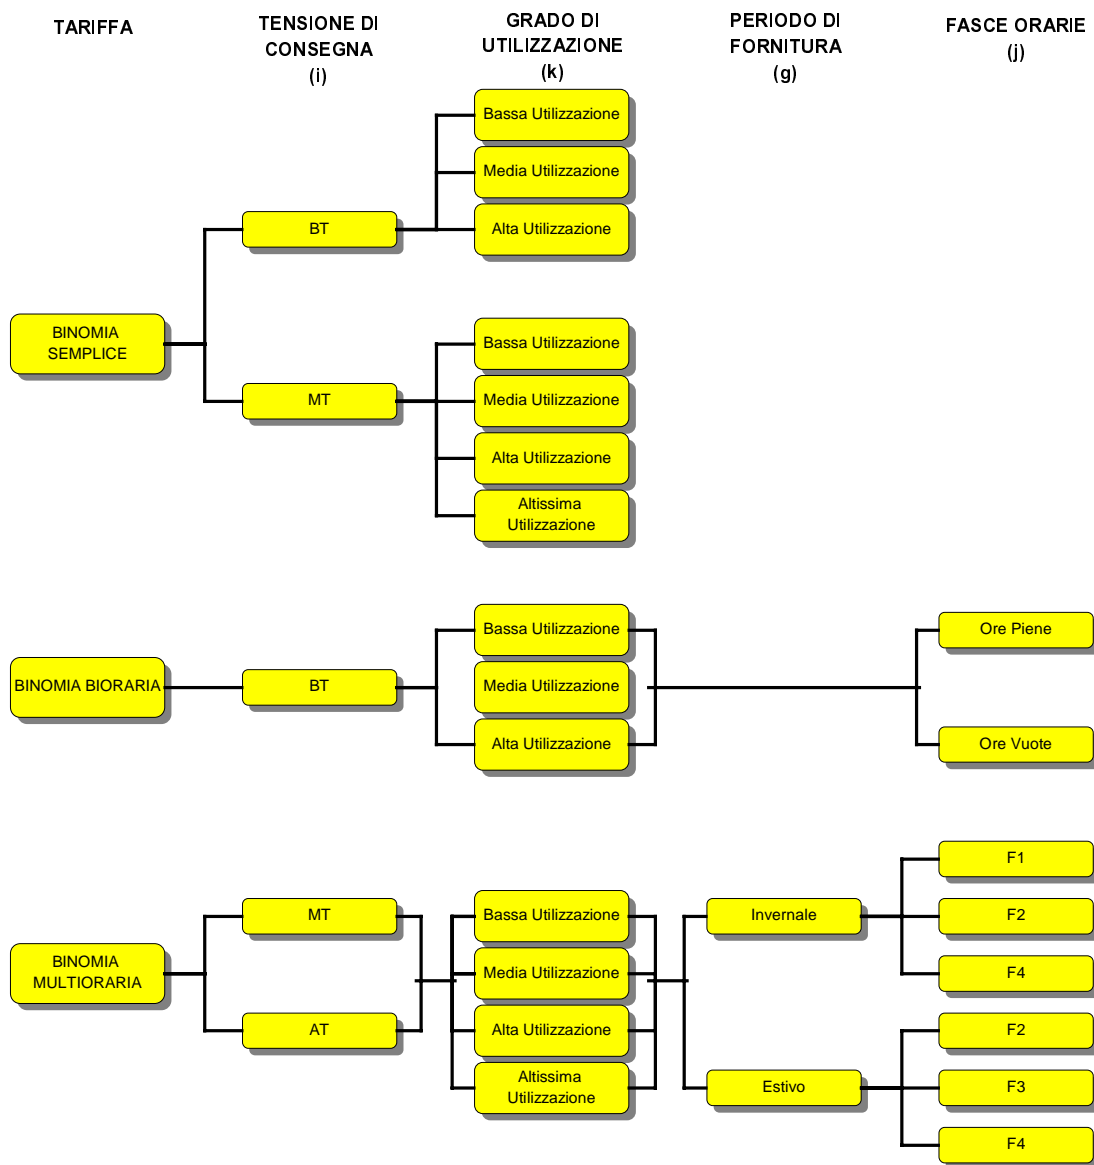 TARIFFA
TENSIONE DI
CONSEGNA
(i)
GRADO DI
UTILIZZAZIONE
(k)
PERIODO DI
FORNITURA
(g)
FASCE ORARIE
(j)
BINOMIA
SEMPLICE
BT
Bassa Utilizzazione
Media Utilizzazione
Alta Utilizzazione
MT
Bassa Utilizzazione
Media Utilizzazione
Alta Utilizzazione
Altissima
Utilizzazione
BINOMIA BIORARIA
BT
Bassa Utilizzazione
Media Utilizzazione
Alta Utilizzazione
Ore Piene
Ore Vuote
BINOMIA
MULTIORARIA
MT
AT
Bassa Utilizzazione
Media Utilizzazione
Alta Utilizzazione
Altissima
Utilizzazione
Invernale
F1
F2
F4
Estivo
F2
F3
F4